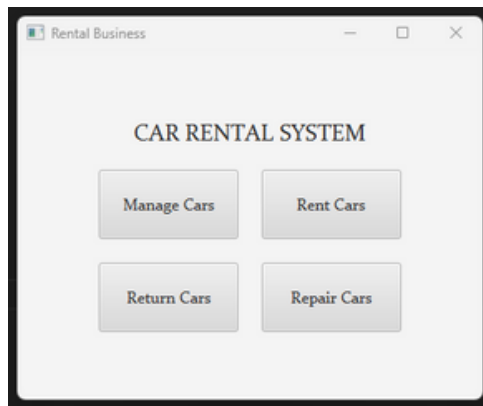 Rental Business
CAR RENTAL SYSTEM
Manage Cars
Rent Cars
Return Cars
Repair Cars